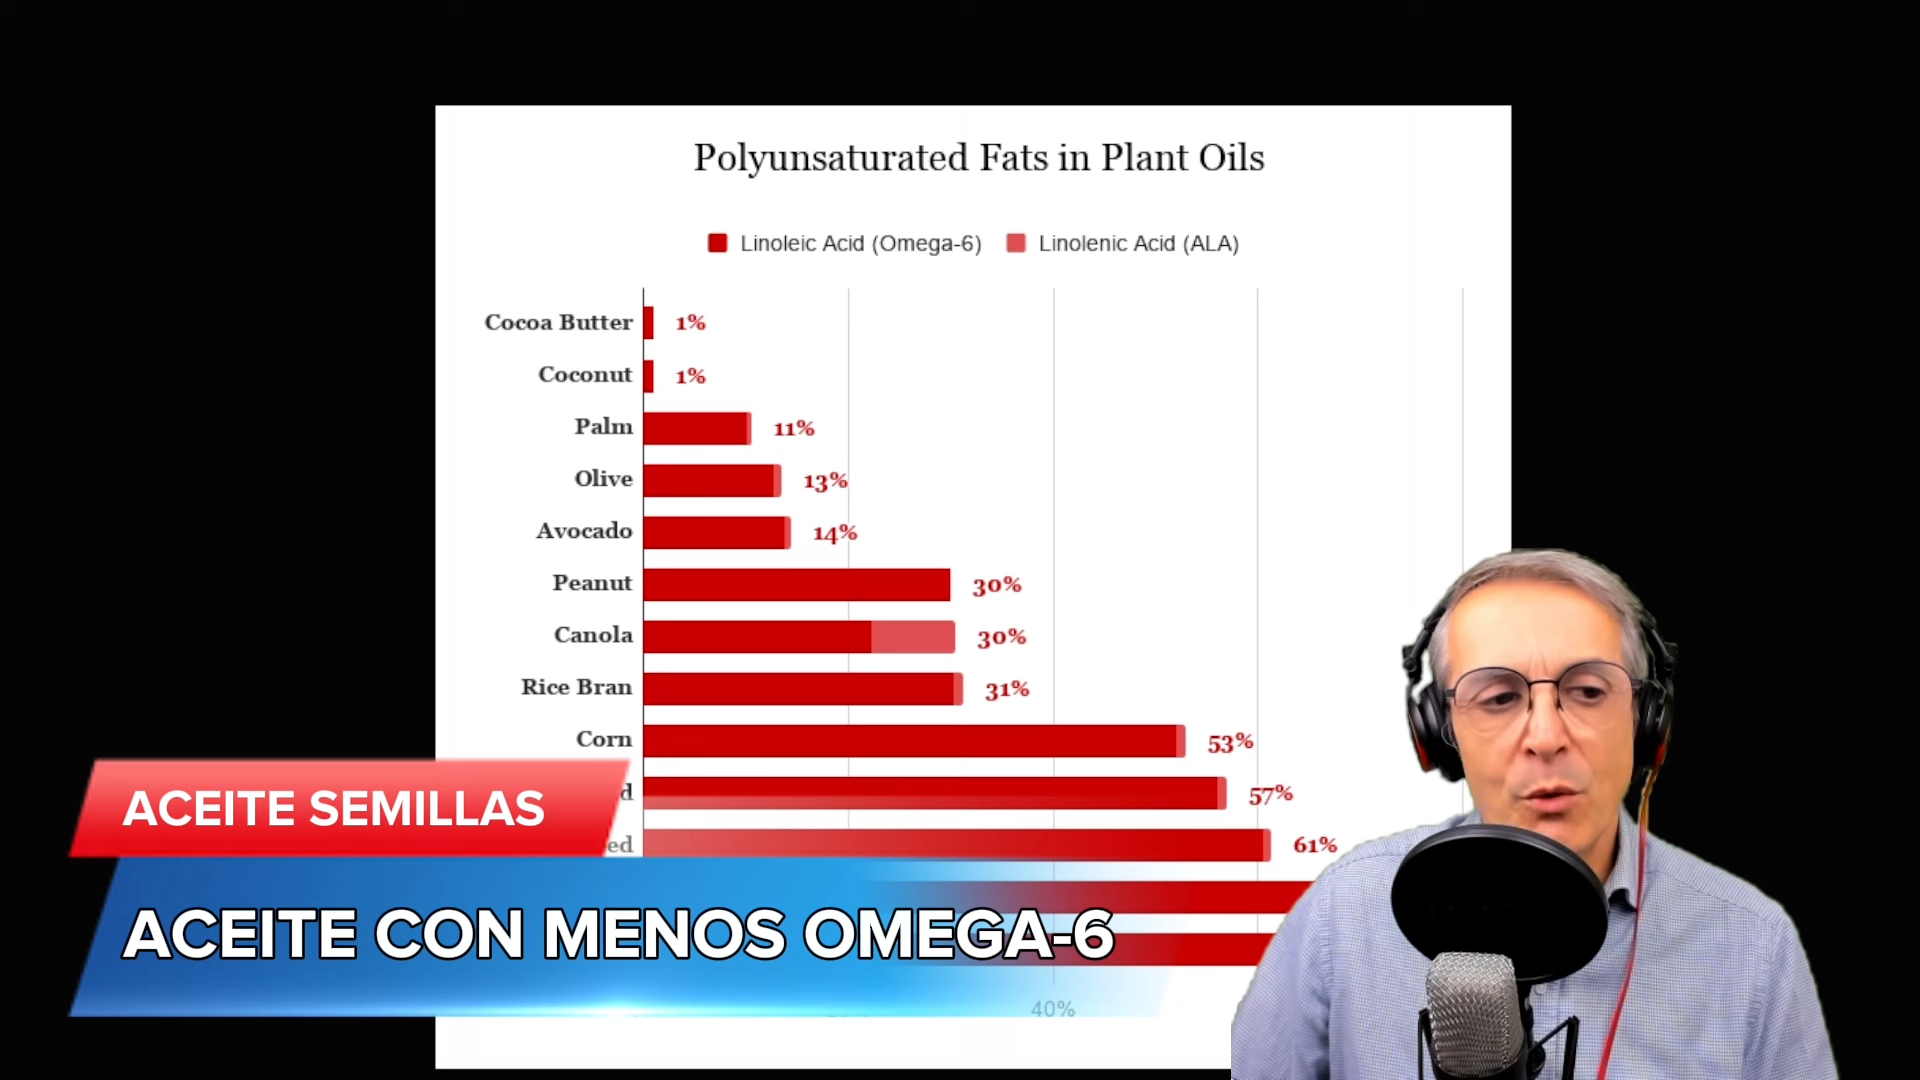 Polyunsaturated Fats in Plant Oils
Linoleic Acid (Omega-6) Linolenic Acid (ALA)
Cocoa Butter 1%
Coconut 1%
Palm 11%
Olive 13%
Avocado 14%
Peanut 30%
Canola 30%
Rice Bran 31%
Corn 53%
57%
61%
ACEITE SEMILLAS
ACEITE CON MENOS OMEGA-6
40%